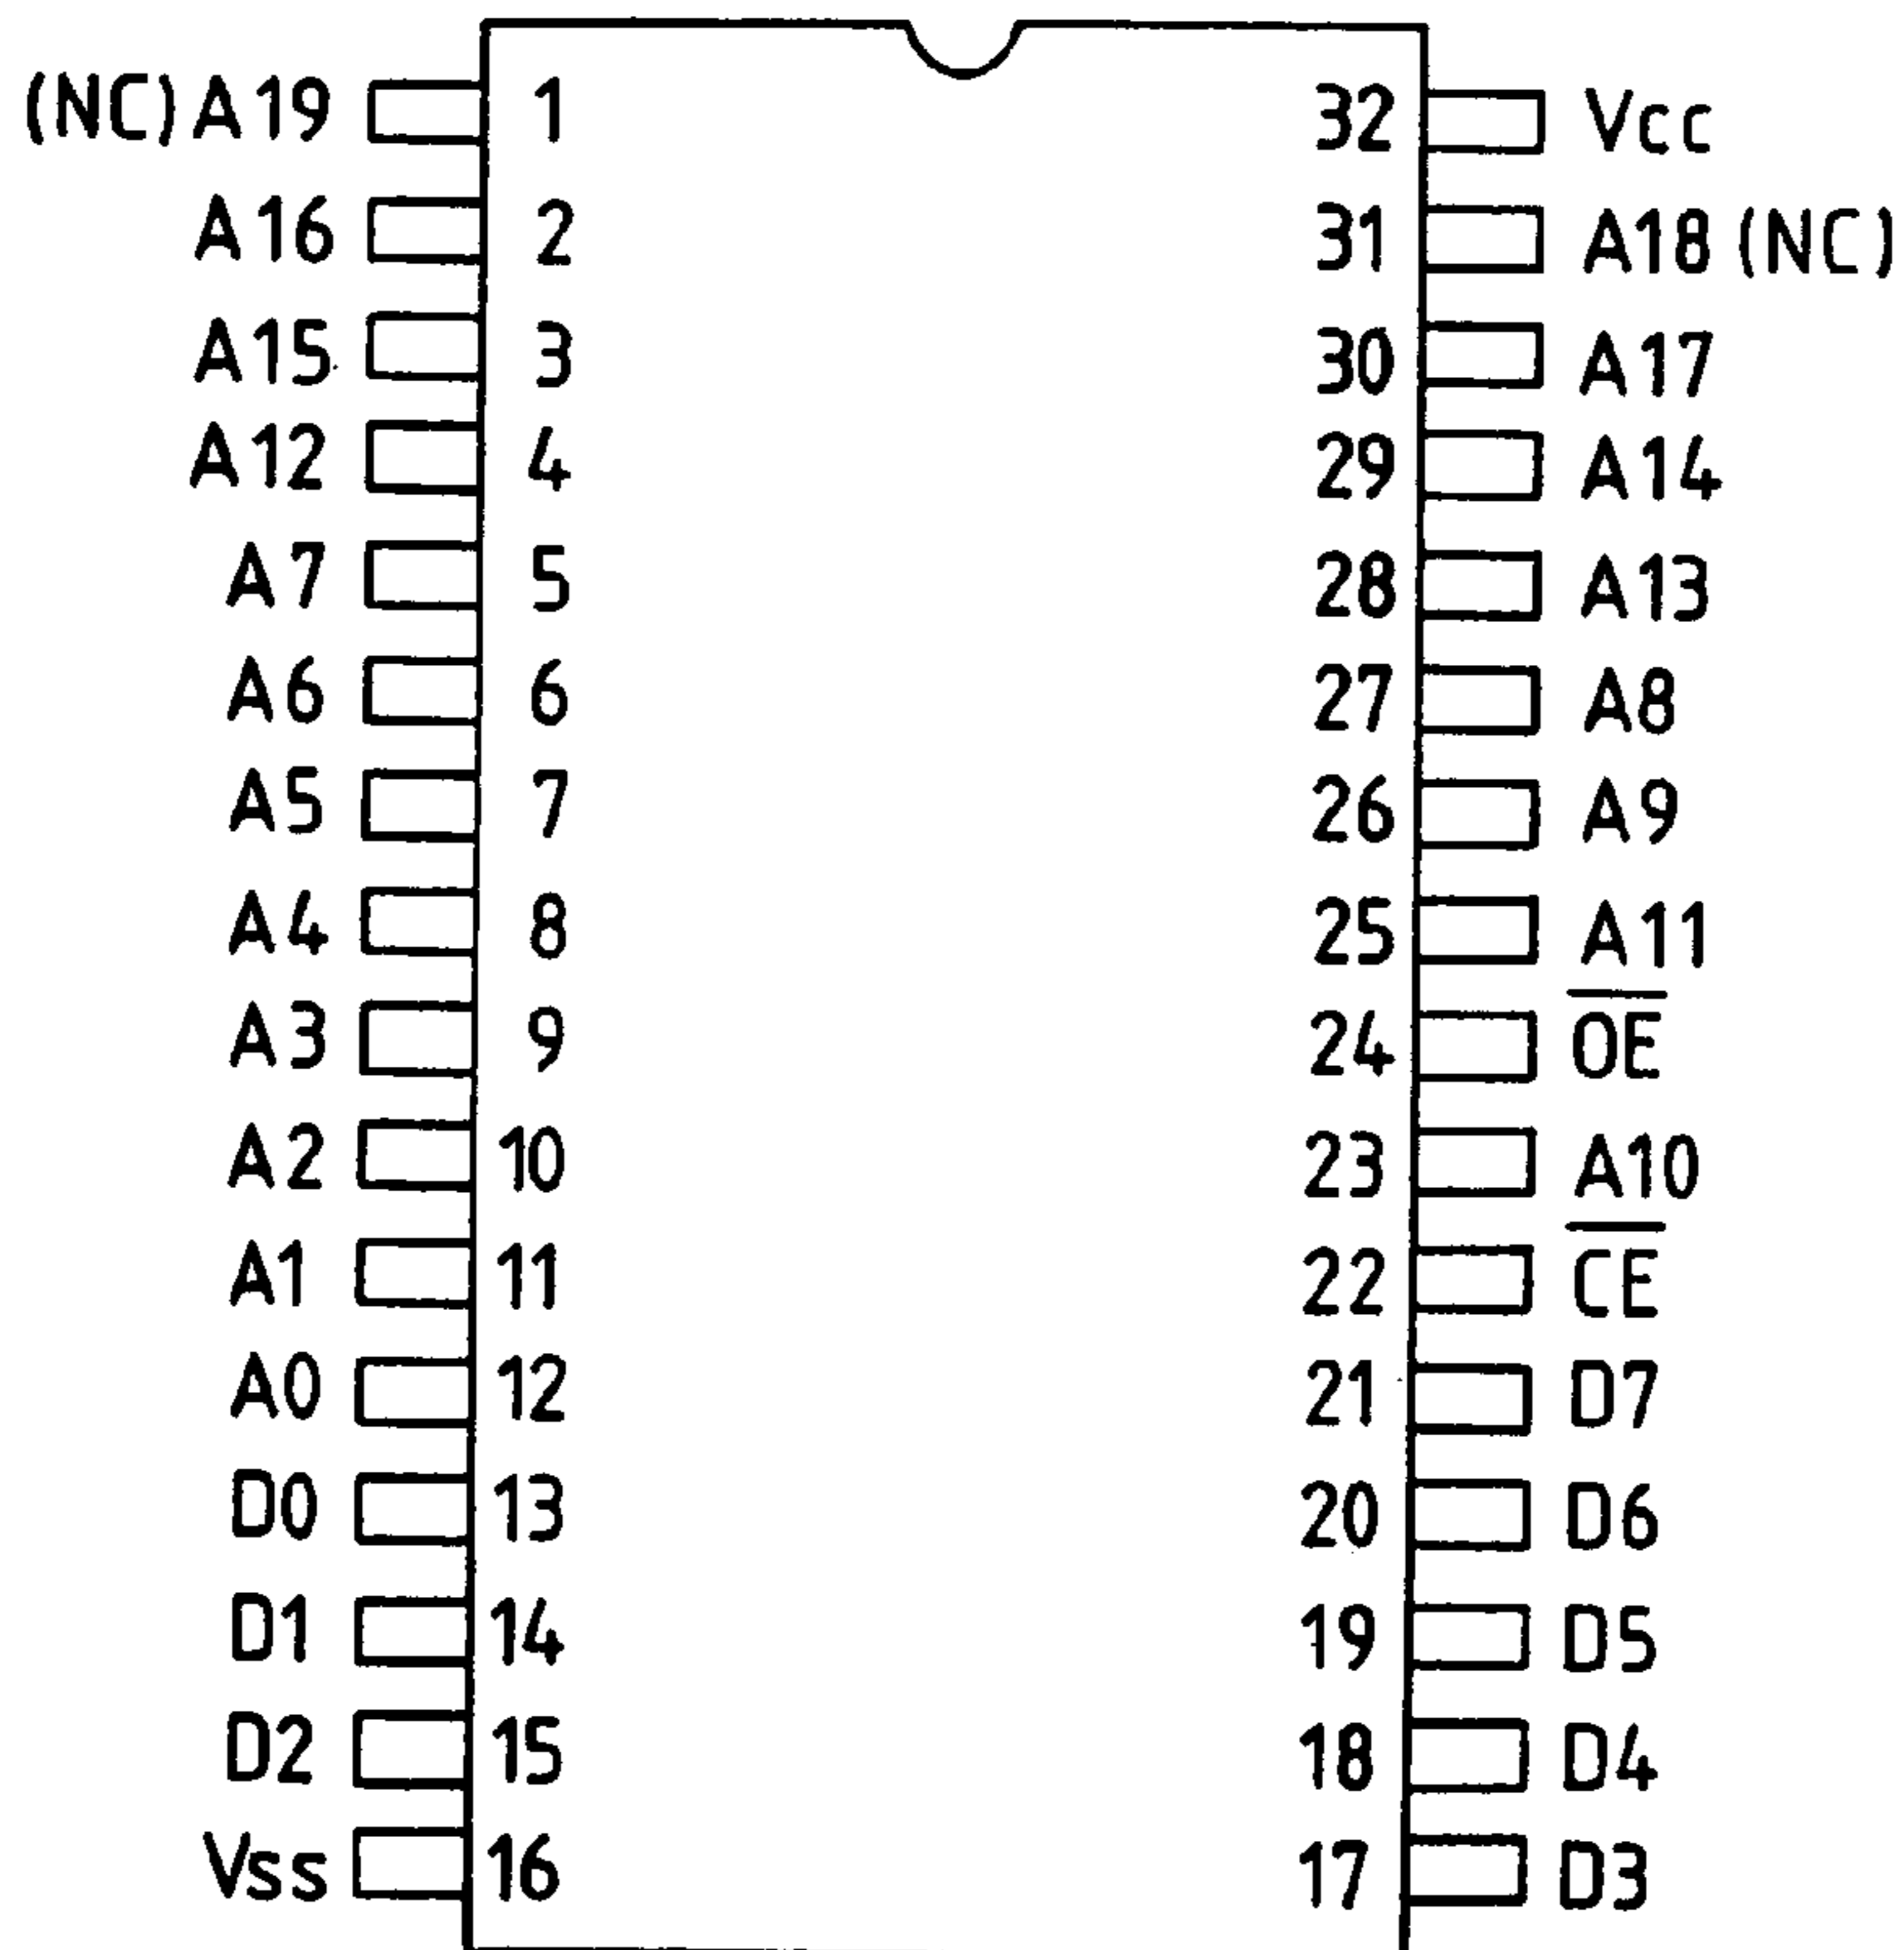 (NC) A19 1 32 Vcc
A16 2 31 A18 (NC)
A15 3 30 A17
A12 4 29 A14
A7 5 28 A13
A6 6 27 A8
A5 7 26 A9
A4 8 25 A11
A3 9 24 O̅E̅
A2 10 23 A10
A1 11 22 C̅E̅
A0 12 21 D7
D0 13 20 D6
D1 14 19 D5
D2 15 18 D4
Vss 16 17 D3